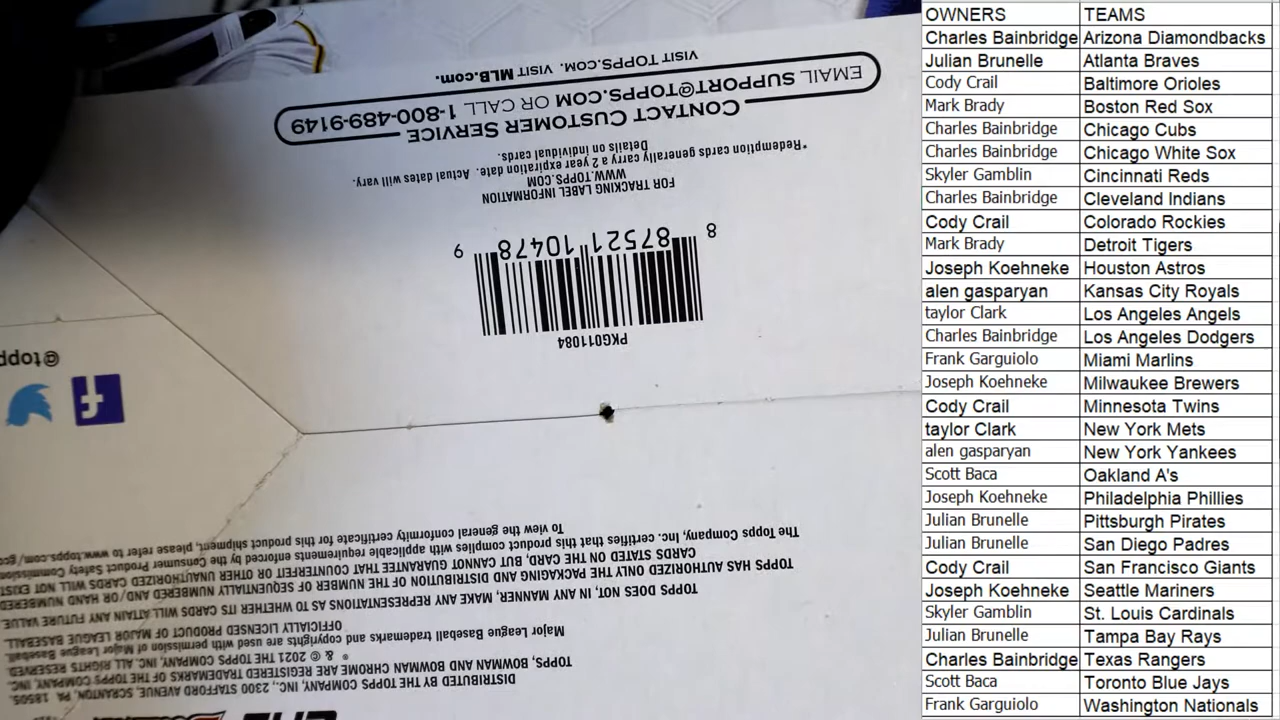 DISTRIBUTED BY THE TOPPS COMPANY, INC., 2300 STAFFORD AVENUE, SCRANTON, PA 18505.
TOPPS, BOWMAN AND BOWMAN CHROME ARE REGISTERED TRADEMARKS OF THE TOPPS COMPANY, INC.
® & © 2021 THE TOPPS COMPANY, INC. ALL RIGHTS RESERVED.
Major League Baseball trademarks and copyrights are used with permission of Major League Baseball.
OFFICIALLY LICENSED PRODUCT OF MAJOR LEAGUE BASEBALL
TOPPS DOES NOT, IN ANY MANNER, MAKE ANY REPRESENTATIONS AS TO WHETHER ITS CARDS WILL ATTAIN ANY FUTURE VALUE.
TOPPS HAS AUTHORIZED ONLY THE PACKAGING AND DISTRIBUTION OF THE NUMBER OF SEQUENTIALLY NUMBERED AND/OR HAND NUMBERED
CARDS STATED ON THE CARD, BUT CANNOT GUARANTEE THAT COUNTERFEIT OR OTHER UNAUTHORIZED CARDS WILL NOT EXIST
The Topps Company, Inc. certifies that this product complies with applicable requirements enforced by the Consumer Product Safety Commission
To view the general conformity certificate for this product shipment, please refer to www.topps.com/gcc
@topp
PKG011084
8 87521 10478 9
FOR TRACKING LABEL INFORMATION
WWW.TOPPS.COM
*Redemption cards generally carry a 2 year expiration date. Actual dates will vary.
Details on individual cards.
CONTACT CUSTOMER SERVICE
EMAIL SUPPORT@TOPPS.COM OR CALL 1-800-489-9149
VISIT TOPPS.COM. VISIT MLB.com.
OWNERS TEAMS
Charles Bainbridge Arizona Diamondbacks
Julian Brunelle Atlanta Braves
Cody Crail Baltimore Orioles
Mark Brady Boston Red Sox
Charles Bainbridge Chicago Cubs
Charles Bainbridge Chicago White Sox
Skyler Gamblin Cincinnati Reds
Charles Bainbridge Cleveland Indians
Cody Crail Colorado Rockies
Mark Brady Detroit Tigers
Joseph Koehneke Houston Astros
alen gasparyan Kansas City Royals
taylor Clark Los Angeles Angels
Charles Bainbridge Los Angeles Dodgers
Frank Garguiolo Miami Marlins
Joseph Koehneke Milwaukee Brewers
Cody Crail Minnesota Twins
taylor Clark New York Mets
alen gasparyan New York Yankees
Scott Baca Oakland A's
Joseph Koehneke Philadelphia Phillies
Julian Brunelle Pittsburgh Pirates
Julian Brunelle San Diego Padres
Cody Crail San Francisco Giants
Joseph Koehneke Seattle Mariners
Skyler Gamblin St. Louis Cardinals
Julian Brunelle Tampa Bay Rays
Charles Bainbridge Texas Rangers
Scott Baca Toronto Blue Jays
Frank Garguiolo Washington Nationals